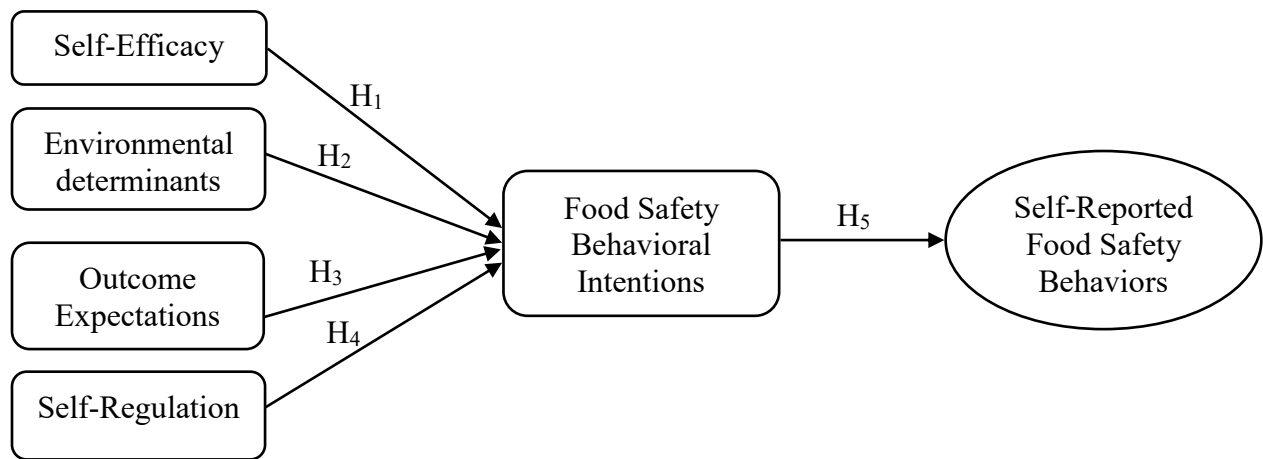 Self-Efficacy
H₁
Environmental
determinants
H₂
Outcome
Expectations
H₃
H₄
Self-Regulation
Food Safety
Behavioral
Intentions
H₅
Self-Reported
Food Safety
Behaviors